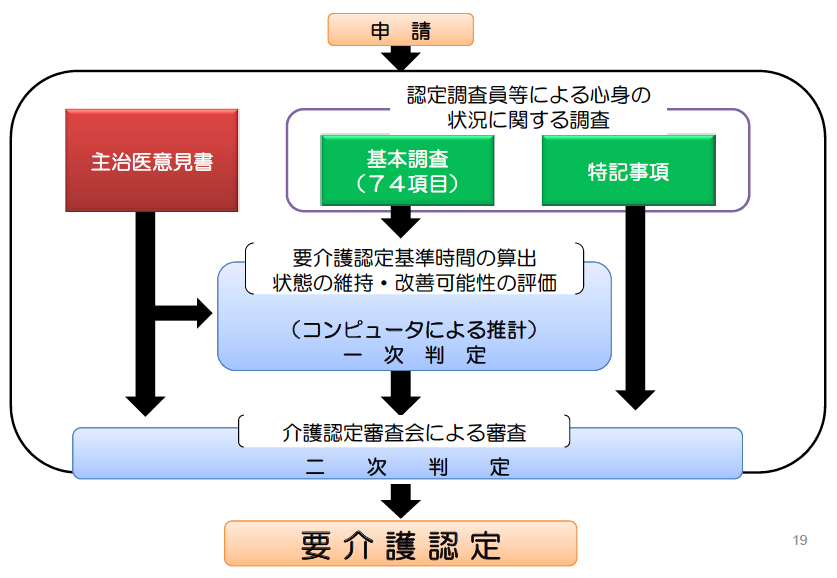 申　請
認定調査員等による心身の
状況に関する調査
主治医意見書
基本調査
（７４項目）
特記事項
要介護認定基準時間の算出
状態の維持・改善可能性の評価
（コンピュータによる推計）
一　次　判　定
介護認定審査会による審査
二　次　判　定
要介護認定
19